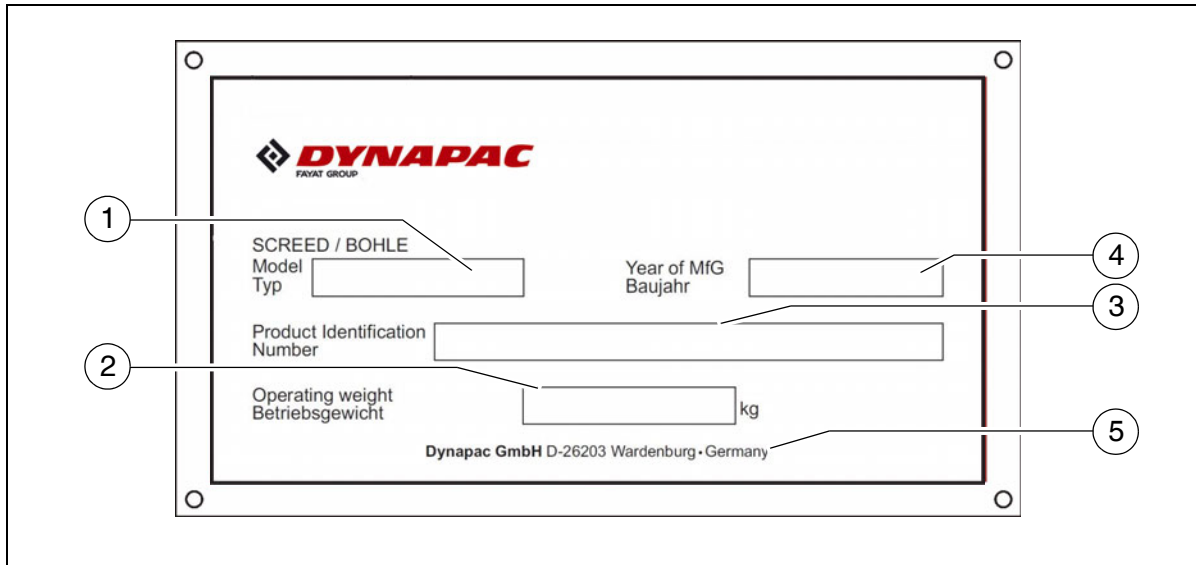 DYNAPAC
FAYAT GROUP
1
SCREED / BOHLE
Model
Typ
Year of MfG
Baujahr
4
3
Product Identification
Number
2
Operating weight
Betriebsgewicht
kg
Dynapac GmbH D-26203 Wardenburg • Germany
5